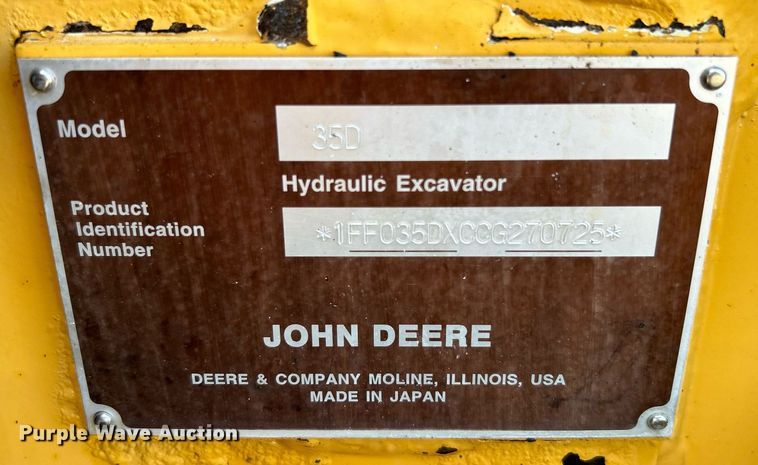 Model 35D
Hydraulic Excavator
Product
Identification
Number
*1FF035DXCCG270725*
JOHN DEERE
DEERE & COMPANY MOLINE, ILLINOIS, USA
MADE IN JAPAN
Purple Wave Auction